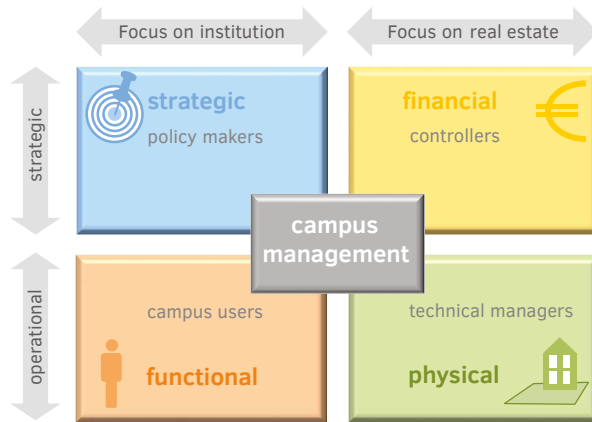 Focus on institution
Focus on real estate
strategic
strategic
policy makers
financial
controllers
campus
management
operational
campus users
functional
technical managers
physical